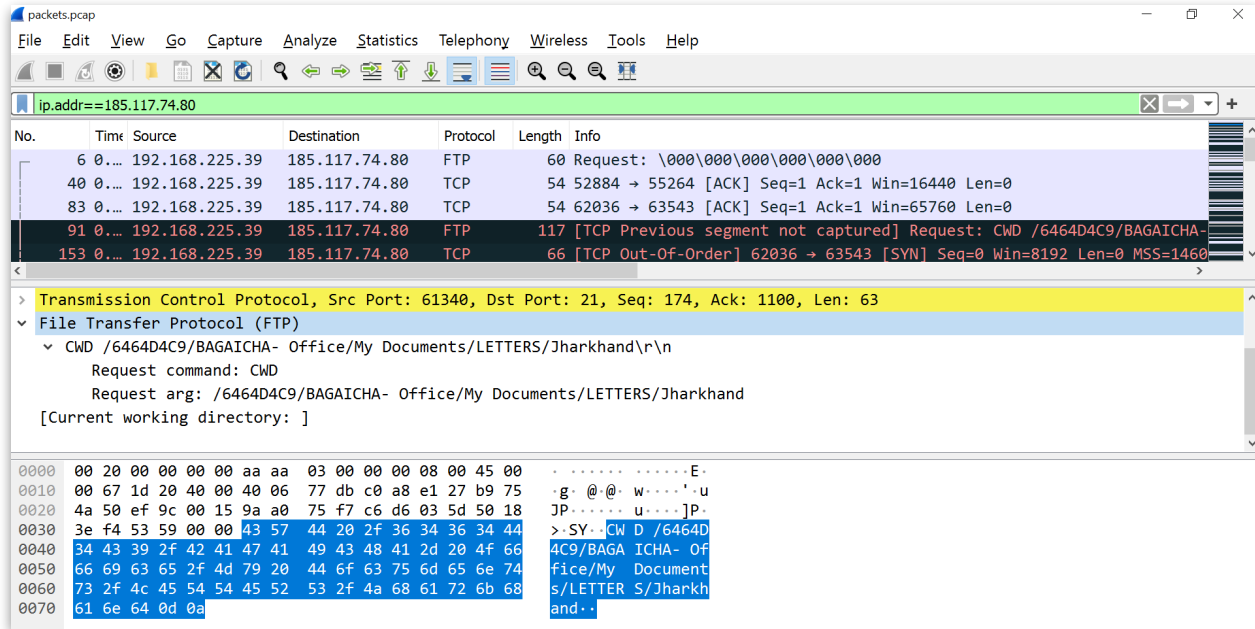 packets.pcap
File Edit View Go Capture Analyze Statistics Telephony Wireless Tools Help
ip.addr==185.117.74.80
No. Time Source Destination Protocol Length Info
6 0.… 192.168.225.39 185.117.74.80 FTP 60 Request: \000\000\000\000\000\000
40 0.… 192.168.225.39 185.117.74.80 TCP 54 52884 → 55264 [ACK] Seq=1 Ack=1 Win=16440 Len=0
83 0.… 192.168.225.39 185.117.74.80 TCP 54 62036 → 63543 [ACK] Seq=1 Ack=1 Win=65760 Len=0
91 0.… 192.168.225.39 185.117.74.80 FTP 117 [TCP Previous segment not captured] Request: CWD /6464D4C9/BAGAICHA-
153 0.… 192.168.225.39 185.117.74.80 TCP 66 [TCP Out-Of-Order] 62036 → 63543 [SYN] Seq=0 Win=8192 Len=0 MSS=1460
Transmission Control Protocol, Src Port: 61340, Dst Port: 21, Seq: 174, Ack: 1100, Len: 63
File Transfer Protocol (FTP)
CWD /6464D4C9/BAGAICHA- Office/My Documents/LETTERS/Jharkhand\r\n
Request command: CWD
Request arg: /6464D4C9/BAGAICHA- Office/My Documents/LETTERS/Jharkhand
[Current working directory: ]
0000 00 20 00 00 00 00 aa aa 03 00 00 00 08 00 45 00 · ······ ······E·
0010 00 67 1d 20 40 00 40 06 77 db c0 a8 e1 27 b9 75 ·g· @·@· w····'·u
0020 4a 50 ef 9c 00 15 9a a0 75 f7 c6 d6 03 5d 50 18 JP······ u····]P·
0030 3e f4 53 59 00 00 43 57 44 20 2f 36 34 36 34 44 >·SY··CW D /6464D
0040 34 43 39 2f 42 41 47 41 49 43 48 41 2d 20 4f 66 4C9/BAGA ICHA- Of
0050 66 69 63 65 2f 4d 79 20 44 6f 63 75 6d 65 6e 74 fice/My Document
0060 73 2f 4c 45 54 54 45 52 53 2f 4a 68 61 72 6b 68 s/LETTER S/Jharkh
0070 61 6e 64 0d 0a and··